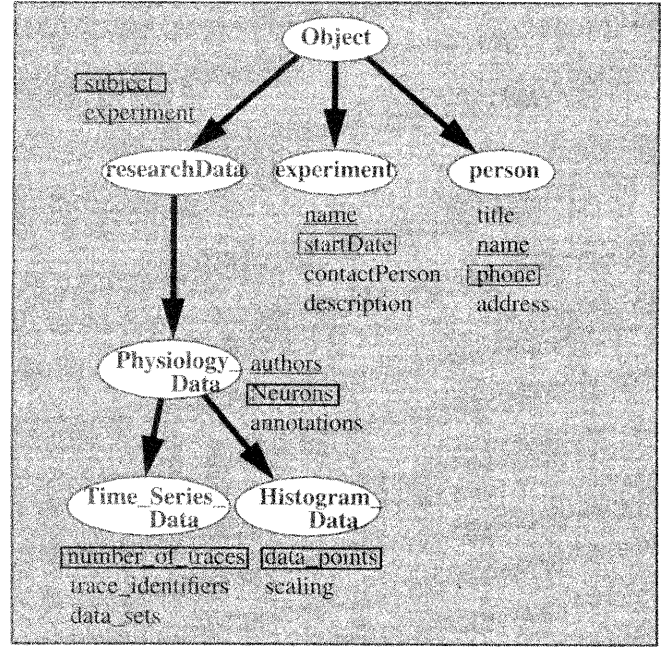 Object
subject
experiment
researchData
experiment
person
name
startDate
contactPerson
description
title
name
phone
address
Physiology_
Data
authors
Neurons
annotations
Time_Series_
Data
Histogram_
Data
number_of_traces
trace_identifiers
data_sets
data_points
scaling